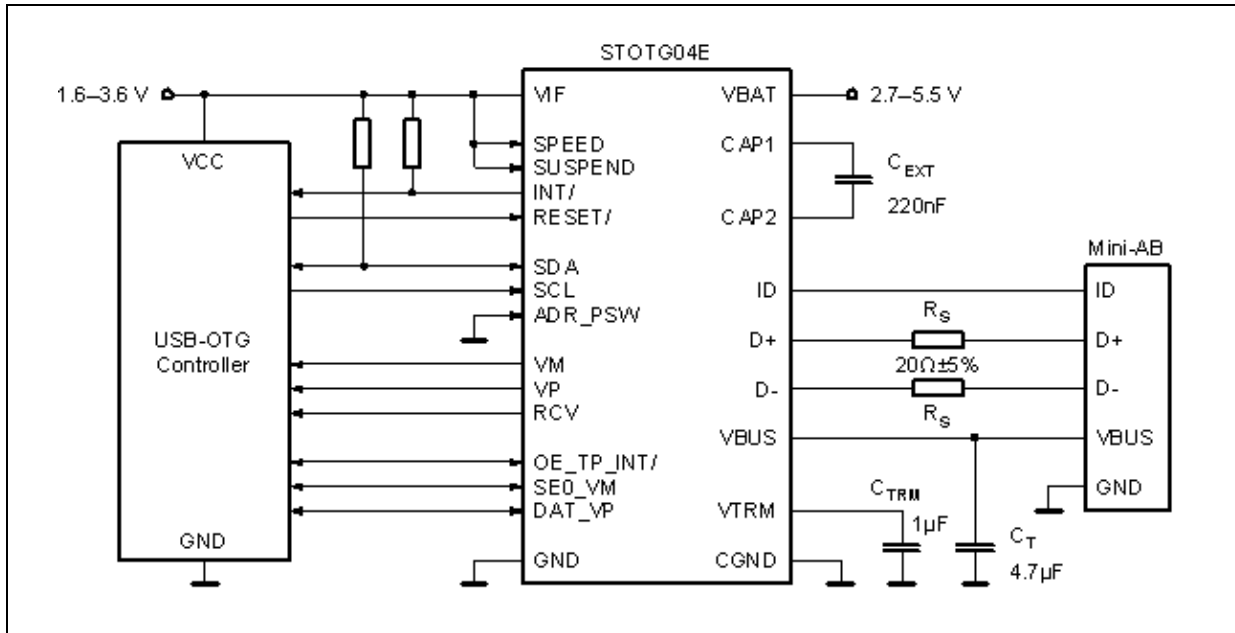 STOTG04E
1.6–3.6 V
VIF
VBAT
2.7–5.5 V
VCC
SPEED
CAP1
SUSPEND
C_EXT
INT/
220nF
RESET/
CAP2
Mini-AB
SDA
SCL
ID
ID
ADR_PSW
R_S
USB-OTG
Controller
D+
D+
VM
20Ω±5%
VP
D-
D-
RCV
R_S
VBUS
VBUS
OE_TP_INT/
SE0_VM
C_TRM
GND
DAT_VP
VTRM
1µF
GND
C_T
GND
CGND
4.7µF